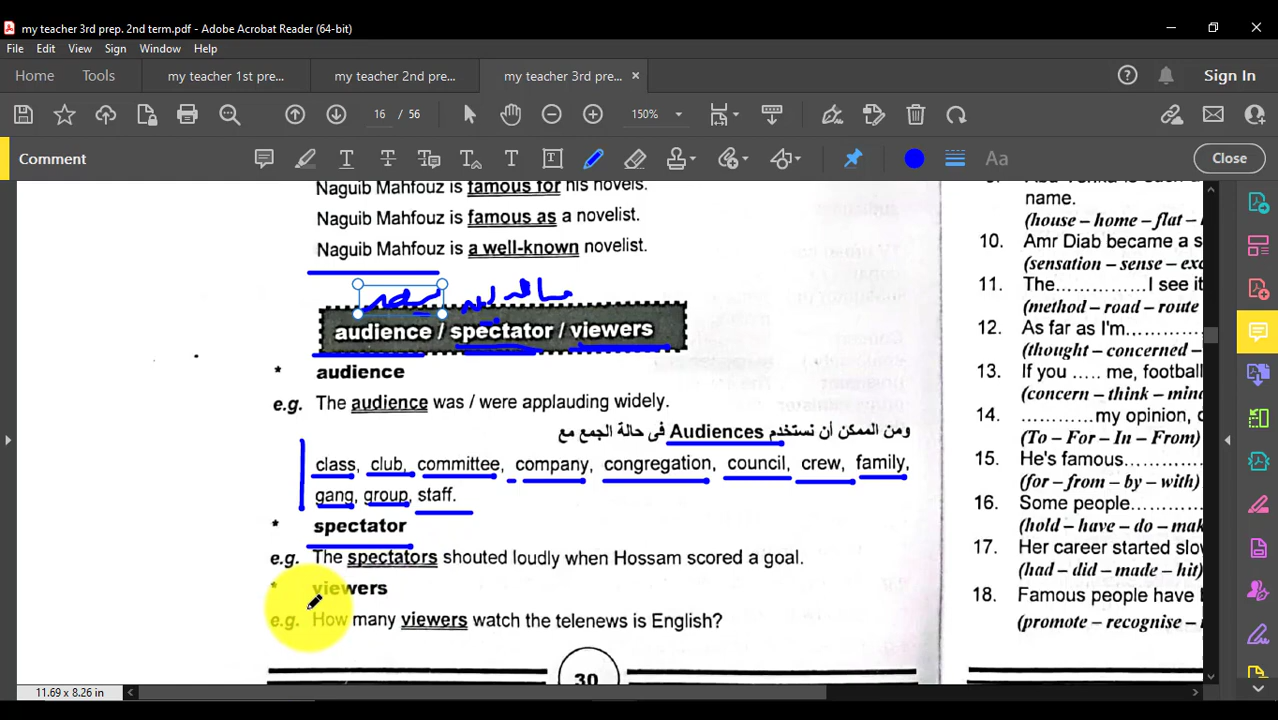 my teacher 3rd prep. 2nd term.pdf - Adobe Acrobat Reader (64-bit)
File Edit View Sign Window Help
Home Tools my teacher 1st pre... my teacher 2nd pre... my teacher 3rd pre... × Sign In
16 / 56 150%
Comment Close
Naguib Mahfouz is famous for his novels.
Naguib Mahfouz is famous as a novelist.
Naguib Mahfouz is a well-known novelist.
audience / spectator / viewers
* audience
e.g. The audience was / were applauding widely.
ومن الممكن أن نستخدم Audiences فى حالة الجمع مع
class, club, committee, company, congregation, council, crew, family,
gang, group, staff.
* spectator
e.g. The spectators shouted loudly when Hossam scored a goal.
* viewers
e.g. How many viewers watch the telenews is English?
30
name.
(house – home – flat –
10. Amr Diab became a s
(sensation – sense – exc
11. The……………I see it
(method – road – route
12. As far as I'm…………
(thought – concerned –
13. If you ….. me, football
(concern – think – mind
14. ……….my opinion,
(To – For – In – From)
15. He's famous……
(for – from – by – with)
16. Some people………
(hold – have – do – mak
17. Her career started slow
(had – did – made – hit)
18. Famous people have
(promote – recognise –
11.69 x 8.26 in